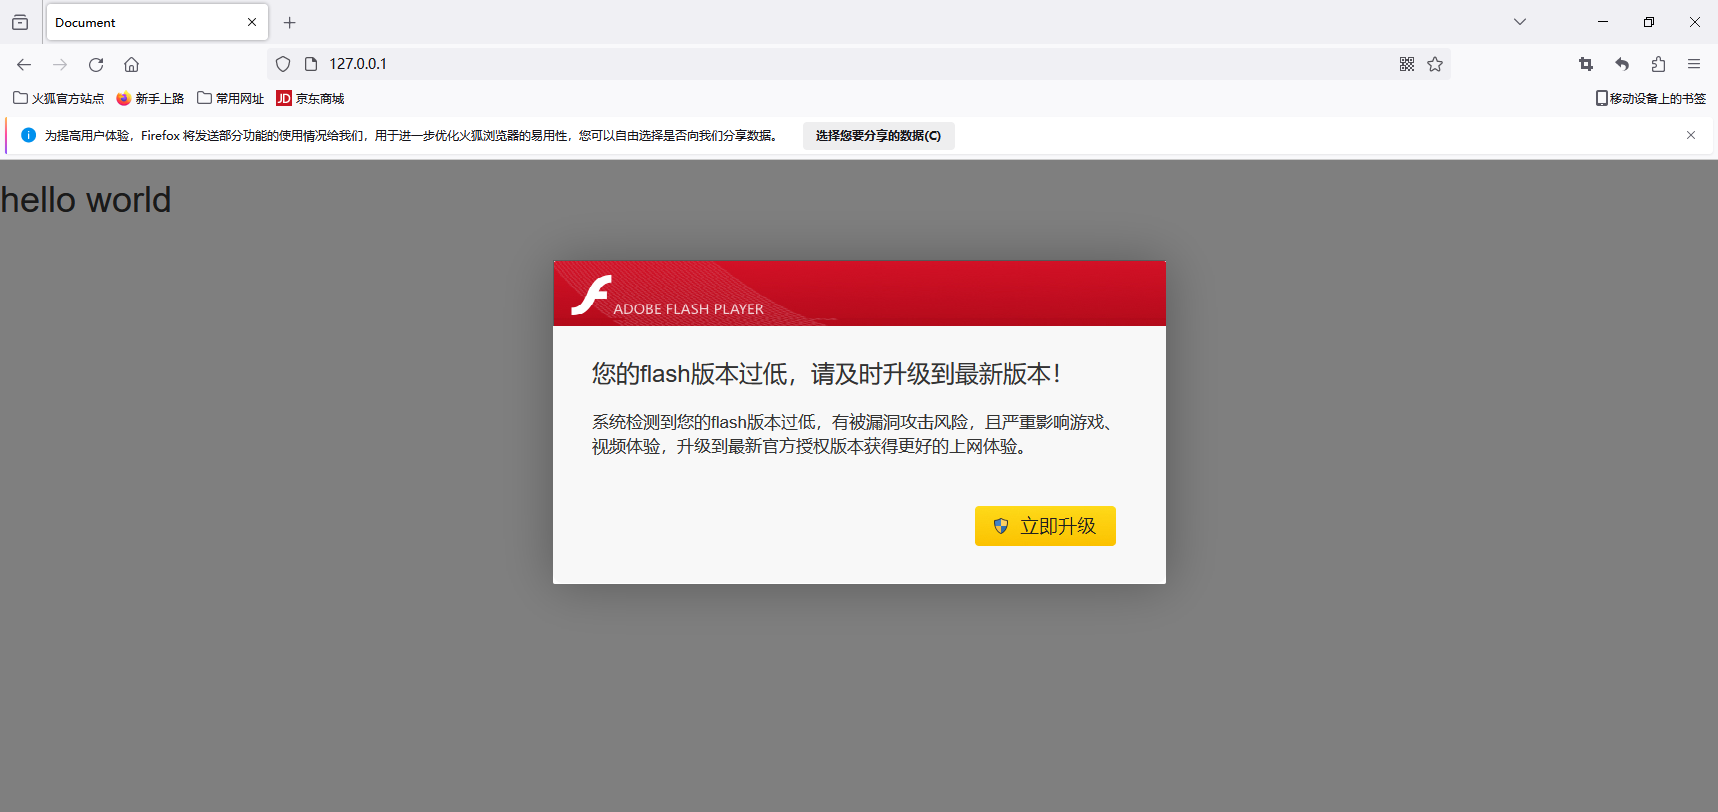 Document
127.0.0.1
火狐官方站点 新手上路 常用网址 JD 京东商城 移动设备上的书签
为提高用户体验，Firefox 将发送部分功能的使用情况给我们，用于进一步优化火狐浏览器的易用性，您可以自由选择是否向我们分享数据。 选择您要分享的数据(C)
hello world
ADOBE FLASH PLAYER
您的flash版本过低，请及时升级到最新版本！
系统检测到您的flash版本过低，有被漏洞攻击风险，且严重影响游戏、
视频体验，升级到最新官方授权版本获得更好的上网体验。
立即升级